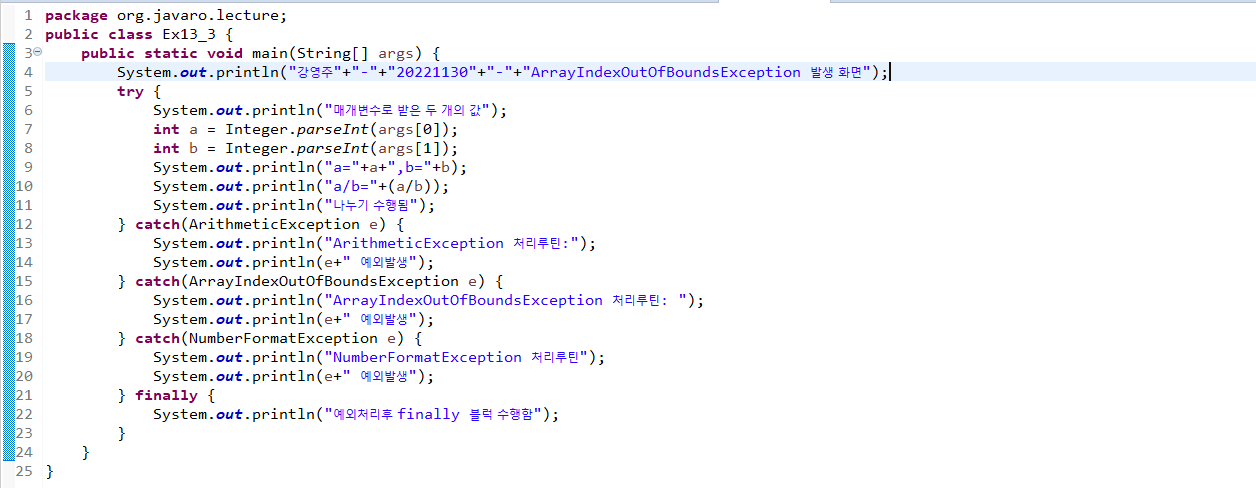 1 package org.javaro.lecture;
2 public class Ex13_3 {
3 public static void main(String[] args) {
4 System.out.println("강영주"+"-"+"20221130"+"-"+"ArrayIndexOutOfBoundsException 발생 화면");
5 try {
6 System.out.println("매개변수로 받은 두 개의 값");
7 int a = Integer.parseInt(args[0]);
8 int b = Integer.parseInt(args[1]);
9 System.out.println("a="+a+",b="+b);
10 System.out.println("a/b="+(a/b));
11 System.out.println("나누기 수행됨");
12 } catch(ArithmeticException e) {
13 System.out.println("ArithmeticException 처리루틴:");
14 System.out.println(e+" 예외발생");
15 } catch(ArrayIndexOutOfBoundsException e) {
16 System.out.println("ArrayIndexOutOfBoundsException 처리루틴: ");
17 System.out.println(e+" 예외발생");
18 } catch(NumberFormatException e) {
19 System.out.println("NumberFormatException 처리루틴");
20 System.out.println(e+" 예외발생");
21 } finally {
22 System.out.println("예외처리후 finally 블럭 수행함");
23 }
24 }
25 }